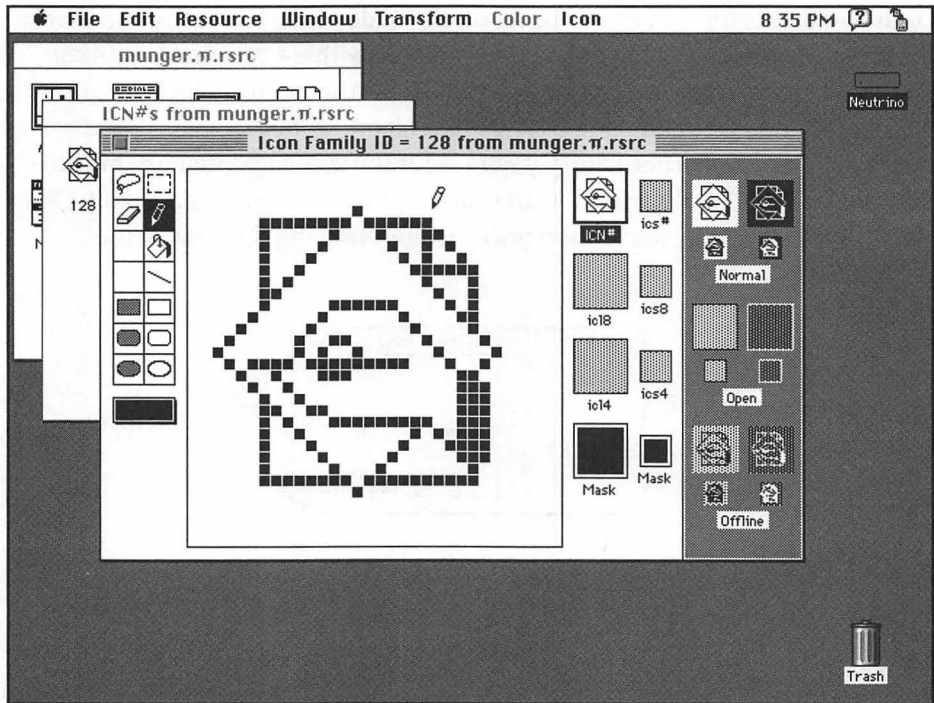 File Edit Resource Window Transform Color Icon 8 35 PM
munger.π.rsrc
Neutrino
ICN#s from munger.π.rsrc
Icon Family ID = 128 from munger.π.rsrc
128
N
ICN#
ics#
Normal
icl8
ics8
icl4
ics4
Open
Mask
Mask
Offline
Trash